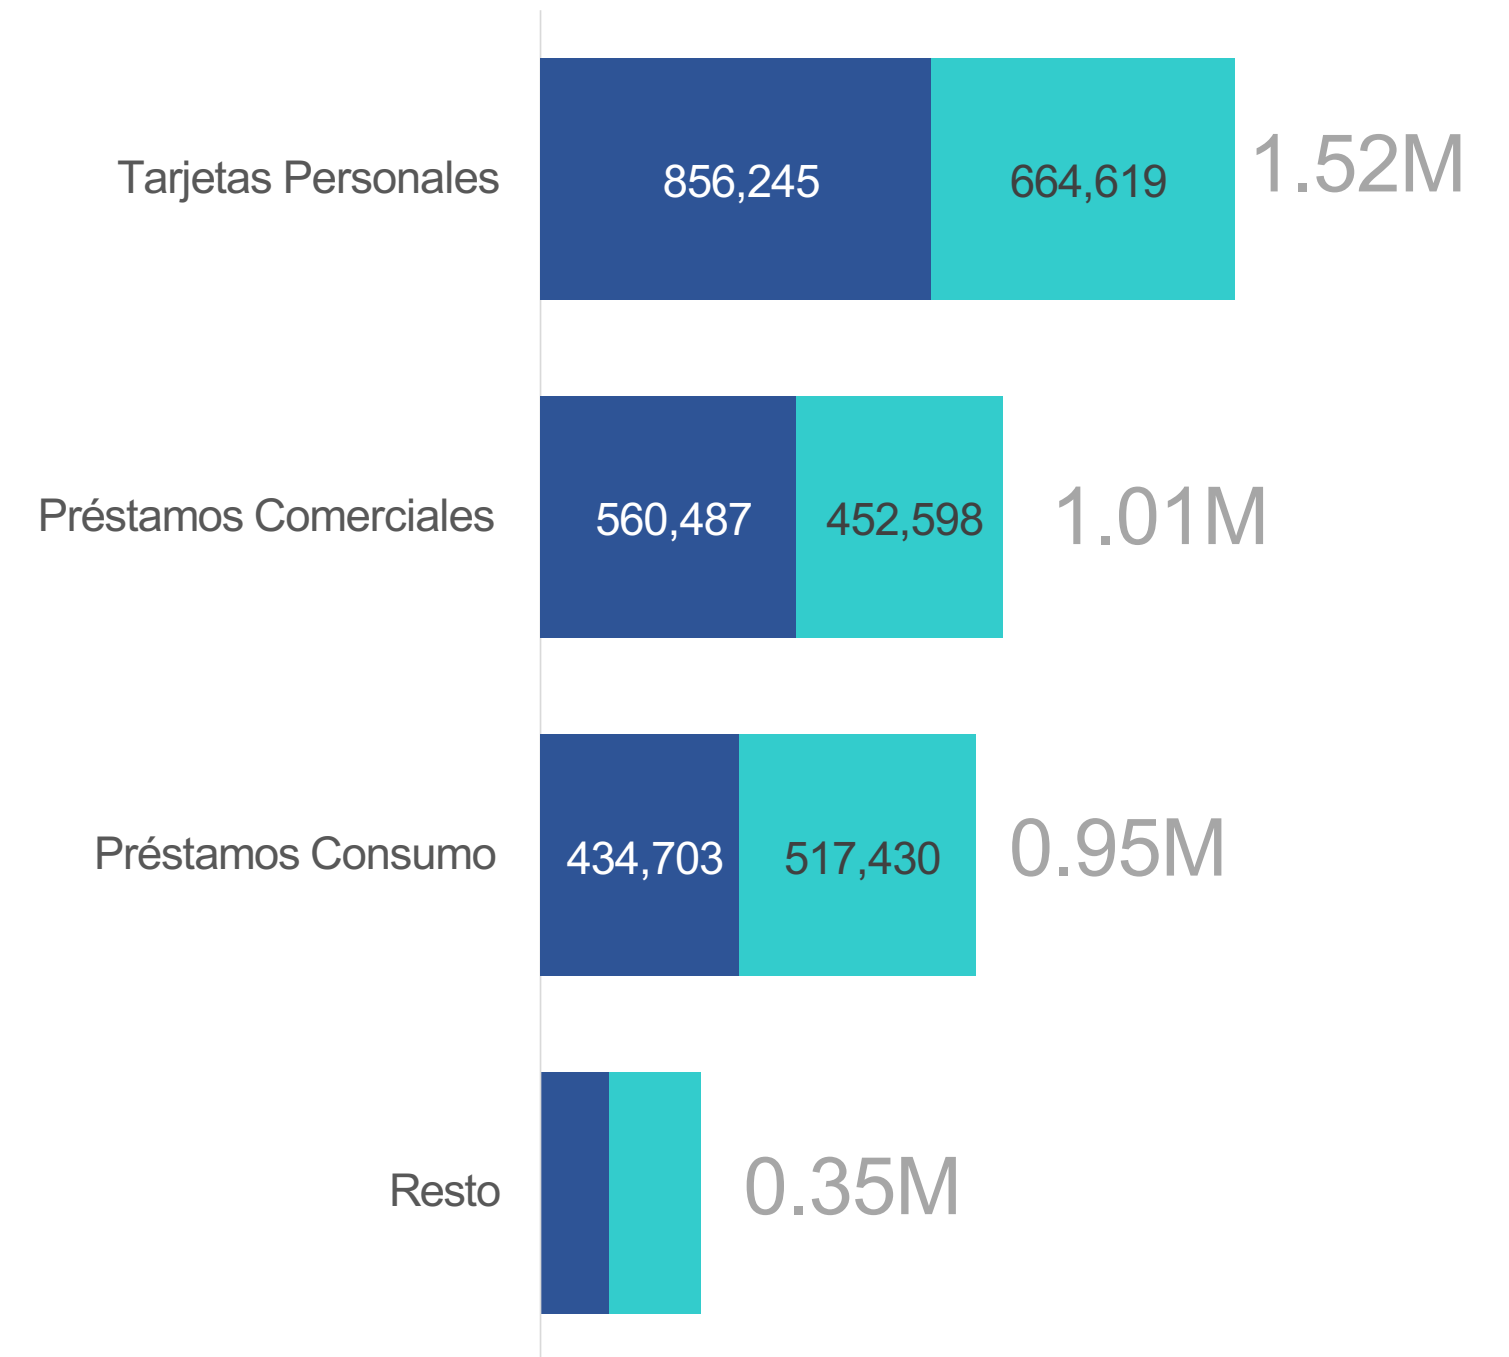 Tarjetas Personales 856,245 664,619 1.52M
Préstamos Comerciales 560,487 452,598 1.01M
Préstamos Consumo 434,703 517,430 0.95M
Resto 0.35M